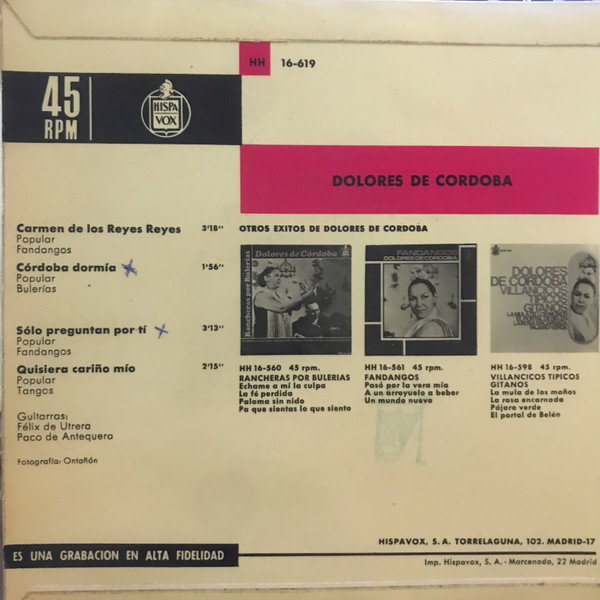 HH 16-619
45
RPM
HISPA
VOX
DOLORES DE CORDOBA
Carmen de los Reyes Reyes 3'18"
Popular
Fandangos
Córdoba dormía 1'56"
Popular
Bulerías
Sólo preguntan por tí 3'13"
Popular
Fandangos
Quisiera cariño mío 2'15"
Popular
Tangos
Guitarras:
Félix de Utrera
Paco de Antequera
Fotografía: Ontañón
OTROS EXITOS DE DOLORES DE CORDOBA
Dolores de Córdoba
Rancheras por Bulerías
FANDANGOS
DOLORES DE CORDOBA
DOLORES
DE CORDOBA
VILLANCICOS
TIPICOS
GITANOS
HH 16-560 45 rpm.
RANCHERAS POR BULERIAS
Echame a mí la culpa
La fé perdida
Paloma sin nido
Pa que sientas lo que siento
HH 16-561 45 rpm.
FANDANGOS
Pasó por la vera mía
A un arroyuelo a beber
Un mundo nuevo
HH 16-598 45 rpm.
VILLANCICOS TIPICOS
GITANOS
La mula de los moños
La rosa encarnada
Pájaro verde
El portal de Belén
HISPAVOX, S. A. TORRELAGUNA, 102. MADRID-17
ES UNA GRABACION EN ALTA FIDELIDAD
Imp. Hispavox, S. A. - Marcenado, 22 Madrid